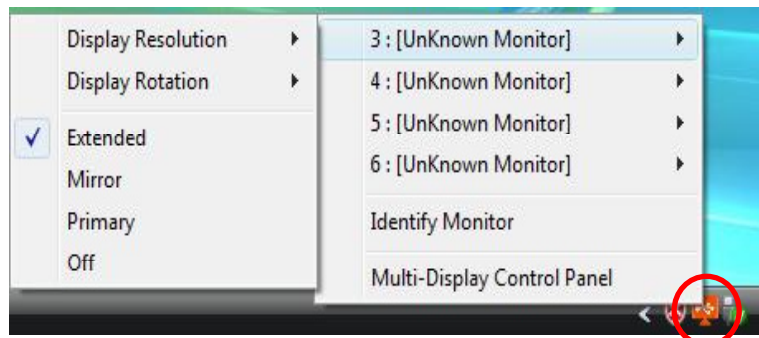 Display Resolution
Display Rotation
Extended
Mirror
Primary
Off
3 : [UnKnown Monitor]
4 : [UnKnown Monitor]
5 : [UnKnown Monitor]
6 : [UnKnown Monitor]
Identify Monitor
Multi-Display Control Panel